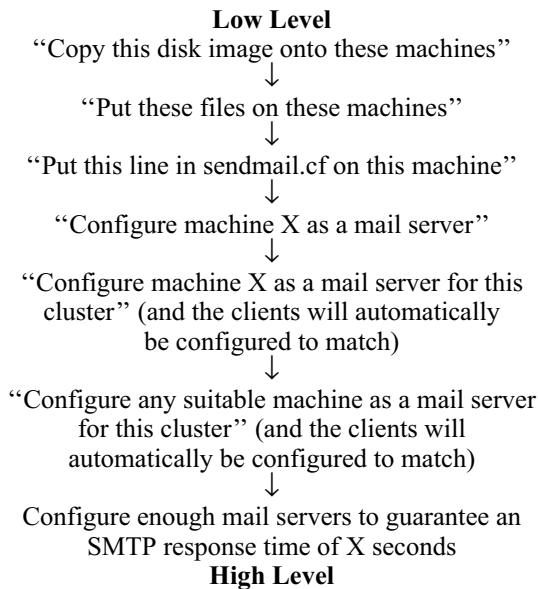 Low Level
‘‘Copy this disk image onto these machines’’
↓
‘‘Put these files on these machines’’
↓
‘‘Put this line in sendmail.cf on this machine’’
↓
‘‘Configure machine X as a mail server’’
↓
‘‘Configure machine X as a mail server for this
cluster’’ (and the clients will automatically
be configured to match)
↓
‘‘Configure any suitable machine as a mail server
for this cluster’’ (and the clients will
automatically be configured to match)
↓
Configure enough mail servers to guarantee an
SMTP response time of X seconds
High Level